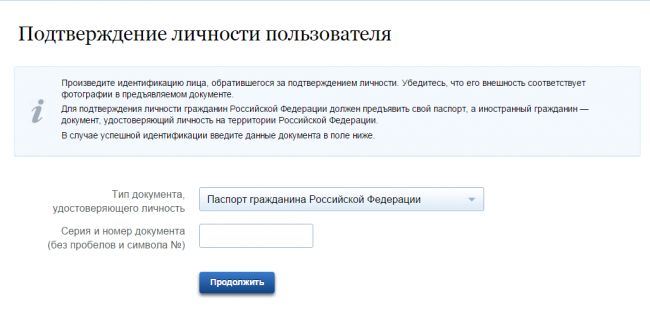 Подтверждение личности пользователя
Произведите идентификацию лица, обратившегося за подтверждением личности. Убедитесь, что его внешность соответствует
фотографии в предъявляемом документе.
Для подтверждения личности гражданин Российской Федерации должен предъявить свой паспорт, а иностранный гражданин —
документ, удостоверяющий личность на территории Российской Федерации.
В случае успешной идентификации введите данные документа в поле ниже.
Тип документа,
удостоверяющего личность
Паспорт гражданина Российской Федерации
Серия и номер документа
(без пробелов и символа №)
Продолжить